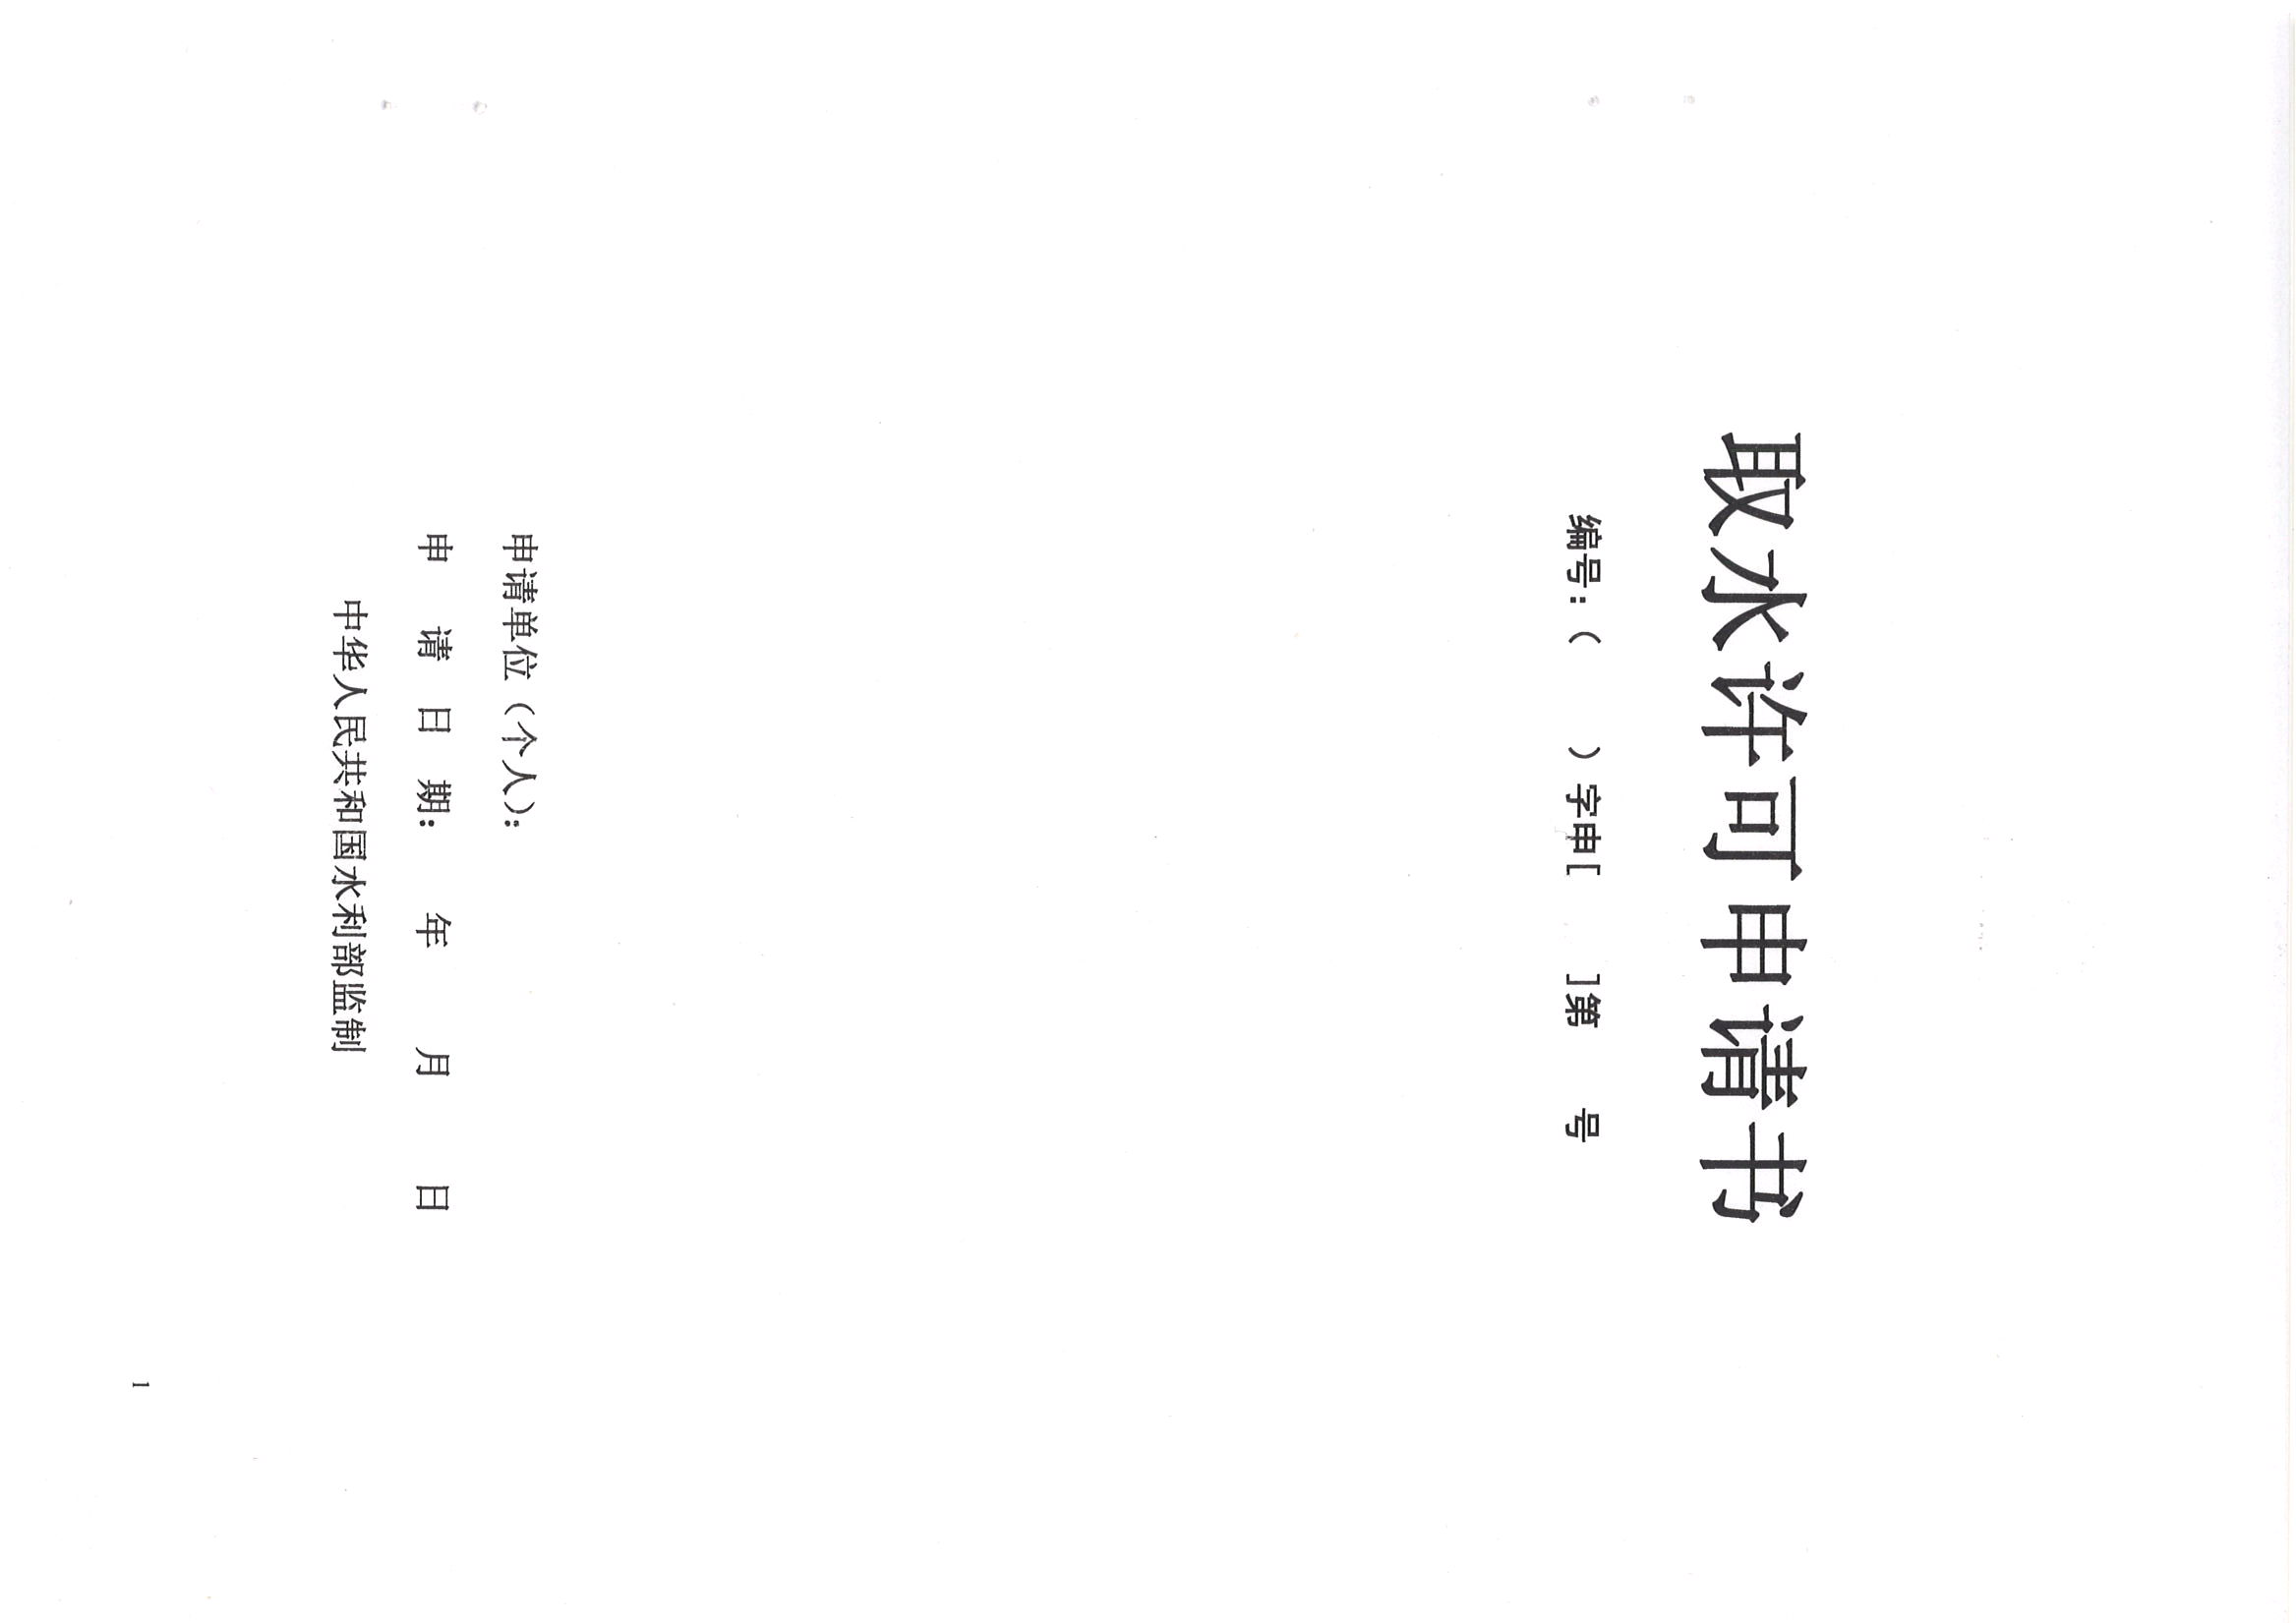 取水许可申请书
编号：（ ）字申[ ]第 号
申请单位（个人）：
申 请 日 期： 年 月 日
中华人民共和国水利部监制
1